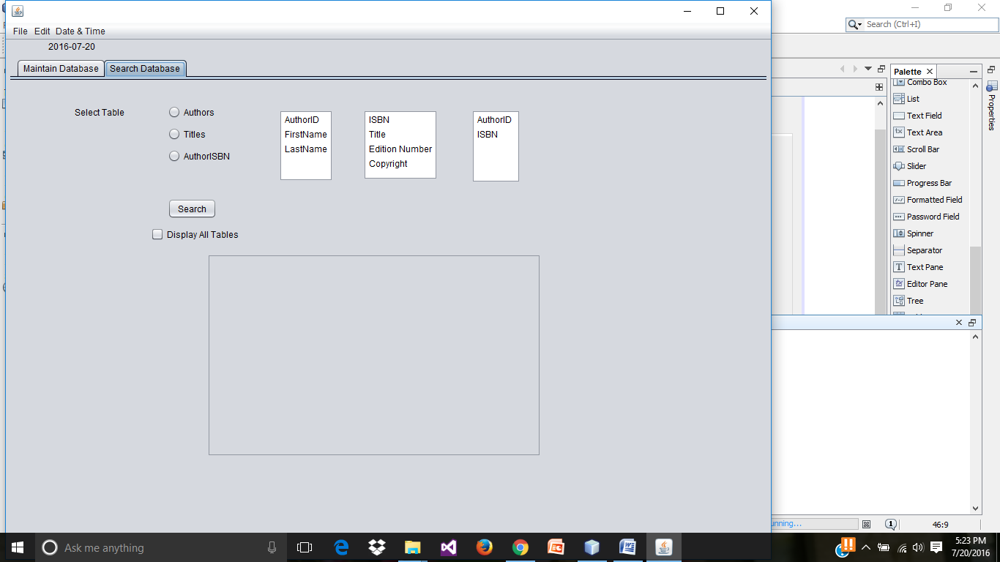 Search (Ctrl+I)
File Edit Date & Time
2016-07-20
Maintain Database Search Database
Select Table
Authors
Titles
AuthorISBN
AuthorID
FirstName
LastName
ISBN
Title
Edition Number
Copyright
AuthorID
ISBN
Search
Display All Tables
Palette
Combo Box
List
Text Field
Text Area
Scroll Bar
Slider
Progress Bar
Formatted Field
Password Field
Spinner
Separator
Text Pane
Editor Pane
Tree
Properties
unning...
1
46:9
Ask me anything
5:23 PM
7/20/2016